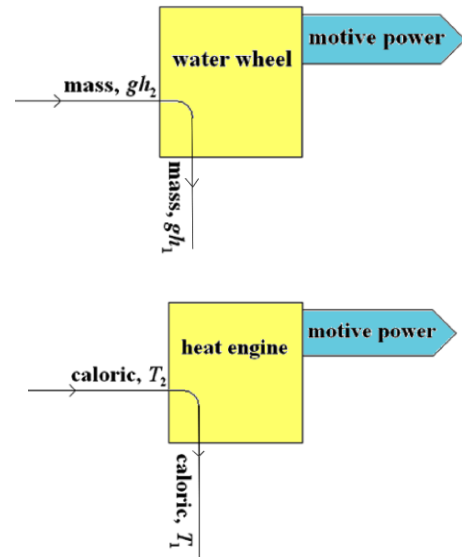 motive power
water wheel
mass, gh₂
mass, gh₁
motive power
heat engine
caloric, T₂
caloric, T₁